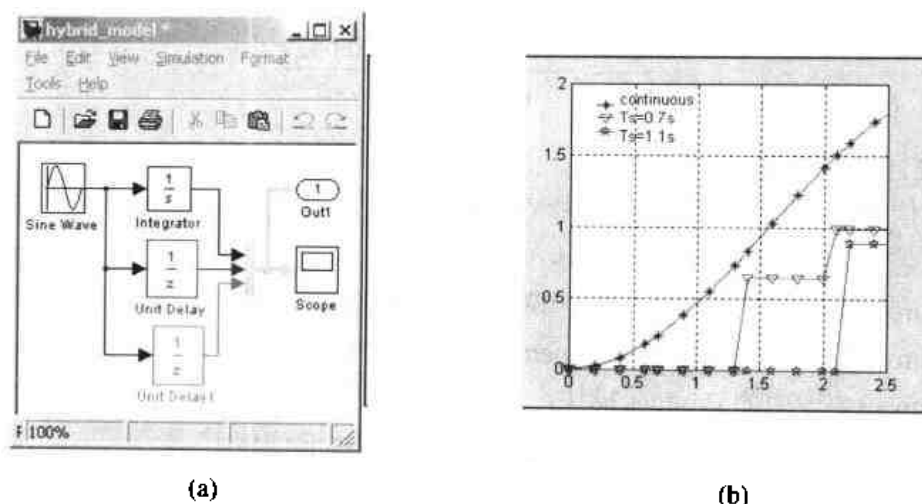 hybrid_model *
File Edit View Simulation Format
Tools Help
Sine Wave
1
s
Integrator
1
z
Unit Delay
1
z
Unit Delay1
1
Out1
Scope
100%
(a)
continuous
Ts=0.7s
Ts=1.1s
2
1.5
1
0.5
0
0 0.5 1 1.5 2 2.5
(b)